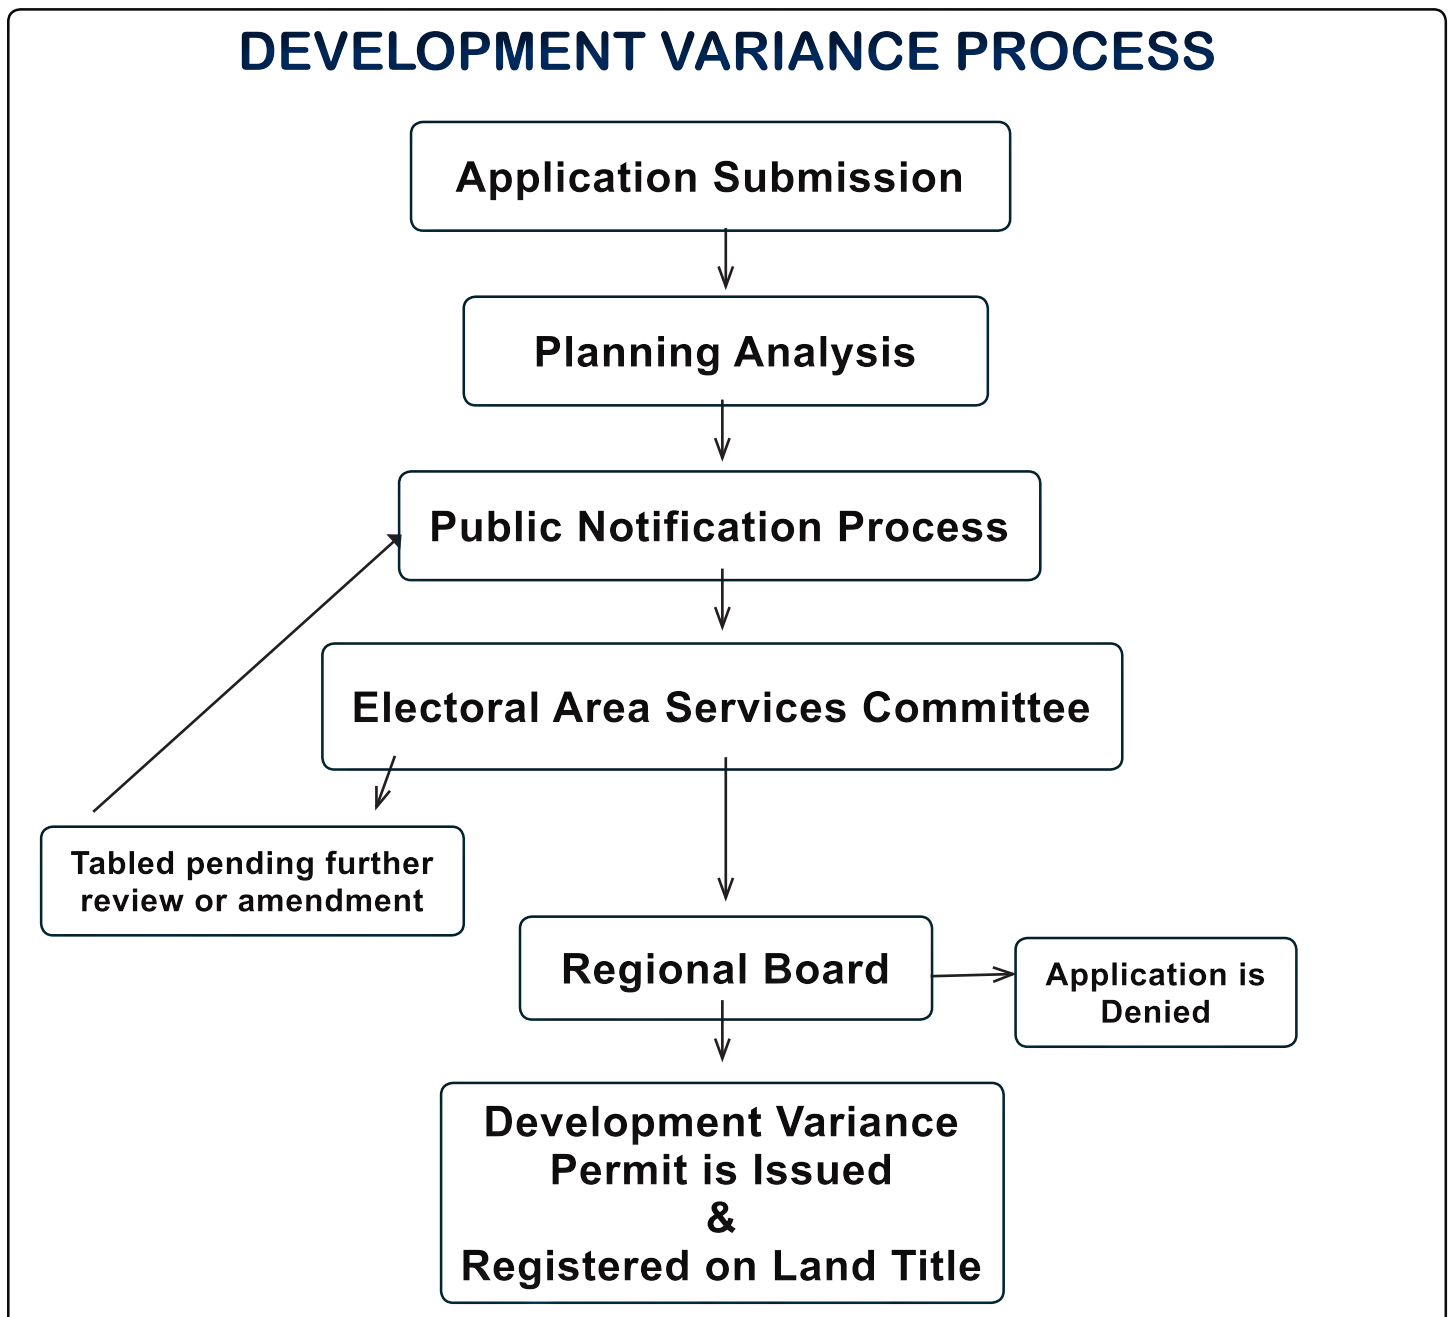 DEVELOPMENT VARIANCE PROCESS
Application Submission
Planning Analysis
Public Notification Process
Electoral Area Services Committee
Tabled pending further
review or amendment
Regional Board
Application is
Denied
Development Variance
Permit is Issued
&
Registered on Land Title